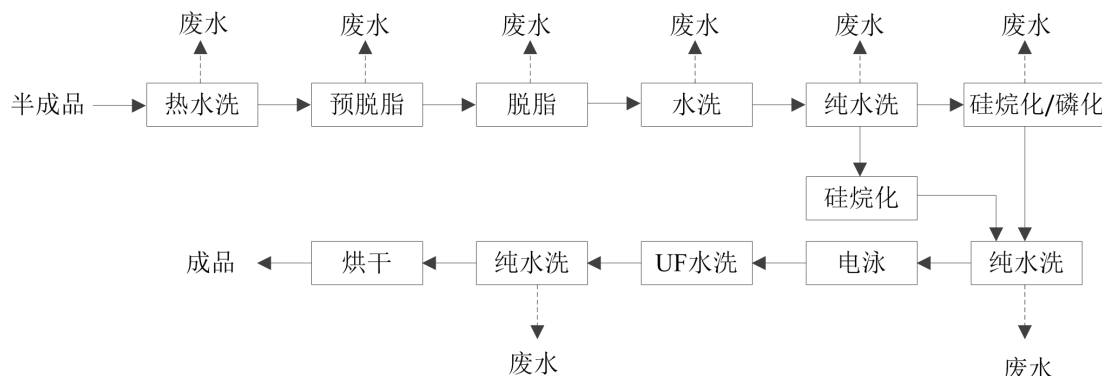 废水
废水
废水
废水
废水
废水
半成品
热水洗
预脱脂
脱脂
水洗
纯水洗
硅烷化/磷化
硅烷化
成品
烘干
纯水洗
UF水洗
电泳
纯水洗
废水
废水